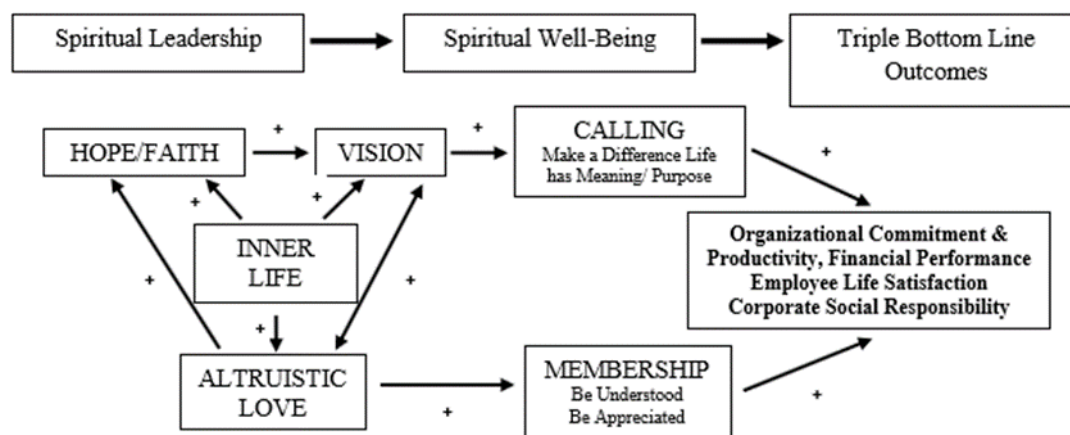 Spiritual Leadership
Spiritual Well-Being
Triple Bottom Line
Outcomes
+
+
+
HOPE/FAITH
VISION
CALLING
Make a Difference Life
has Meaning/ Purpose
+
+
INNER
LIFE
Organizational Commitment &
Productivity, Financial Performance
Employee Life Satisfaction
Corporate Social Responsibility
+
+
+
ALTRUISTIC
LOVE
MEMBERSHIP
Be Understood
Be Appreciated
+
+